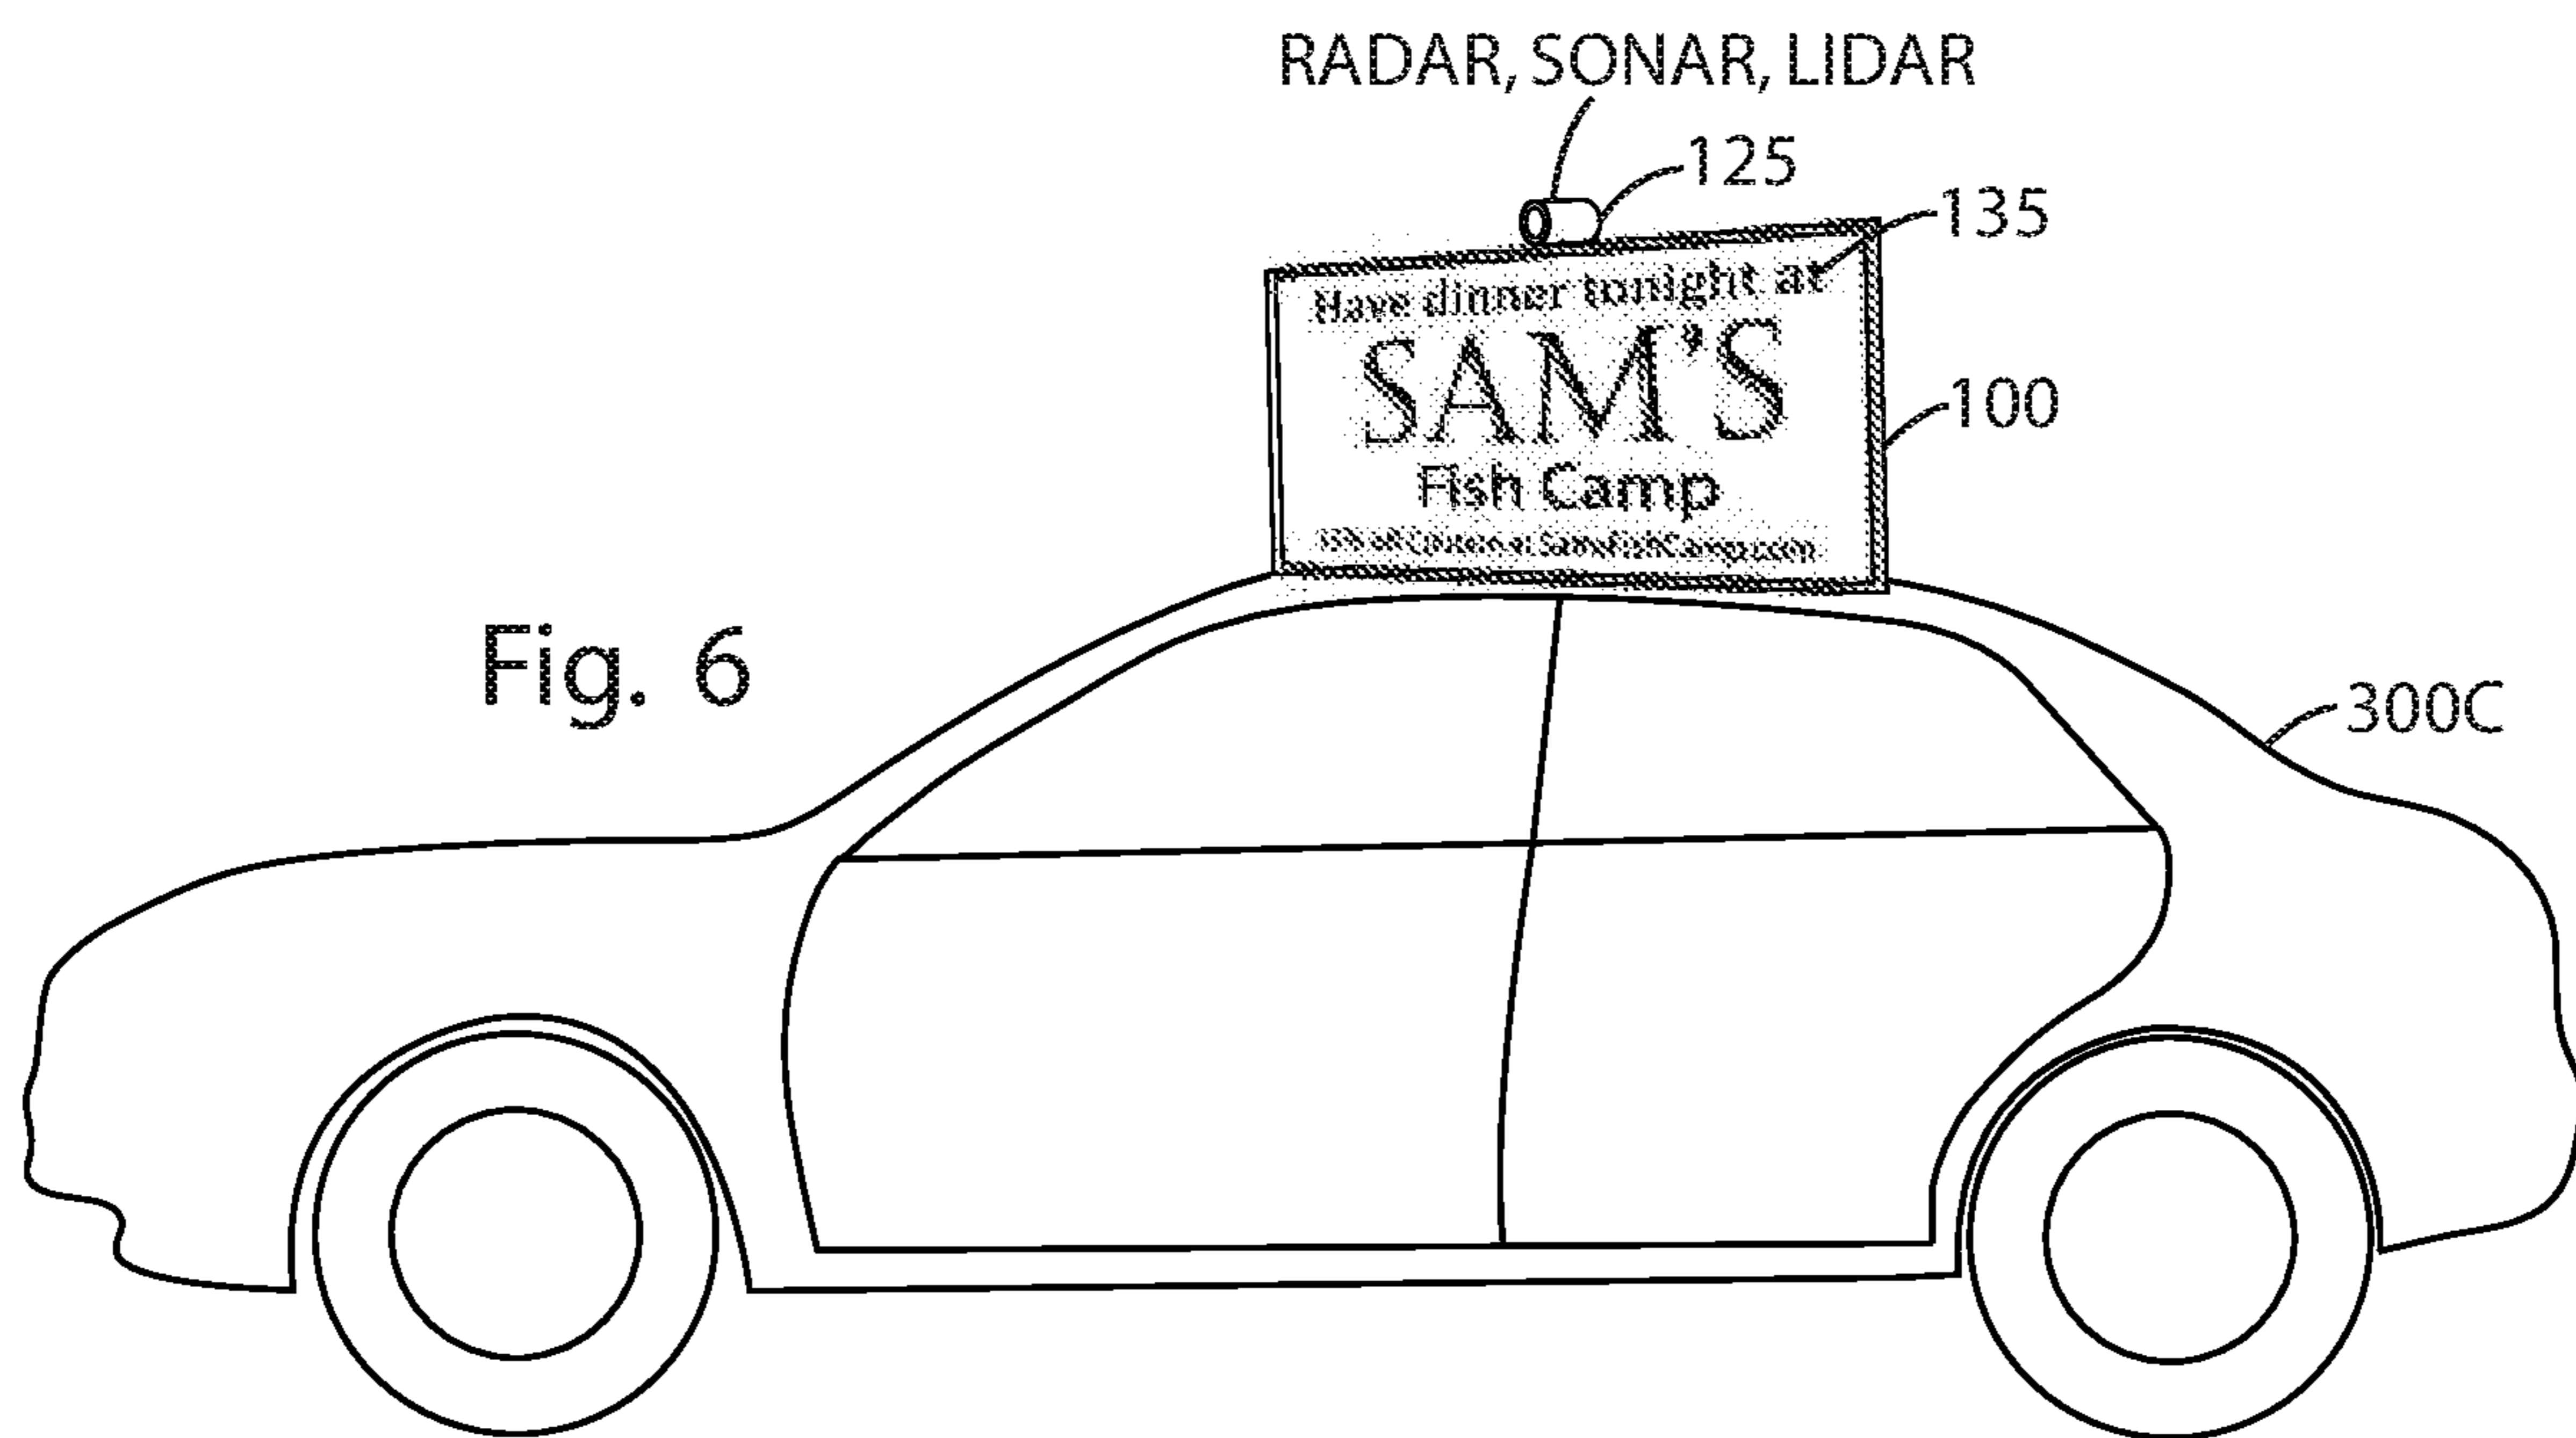 RADAR, SONAR, LIDAR
125
135
Have dinner tonight at
SAM'S
100
Fish Camp
Fig. 6
300C